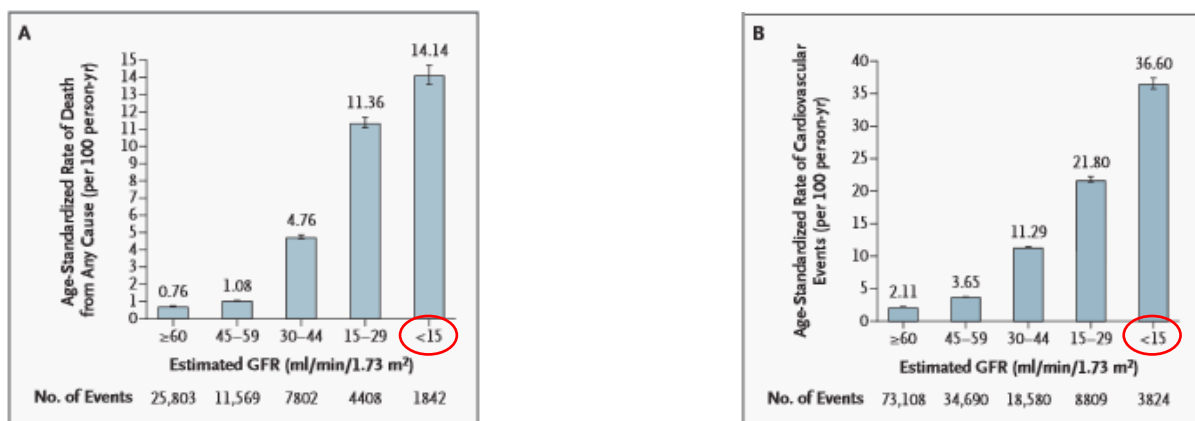 A
Age-Standardized Rate of Death
from Any Cause (per 100 person-yr)
15
14
13
12
11
10
9
8
7
6
5
4
3
2
1
0
0.76
1.08
4.76
11.36
14.14
≥60 45–59 30–44 15–29 <15
Estimated GFR (ml/min/1.73 m²)
No. of Events 25,803 11,569 7802 4408 1842
B
Age-Standardized Rate of Cardiovascular
Events (per 100 person-yr)
40
35
30
25
20
15
10
5
0
2.11
3.65
11.29
21.80
36.60
≥60 45–59 30–44 15–29 <15
Estimated GFR (ml/min/1.73 m²)
No. of Events 73,108 34,690 18,580 8809 3824